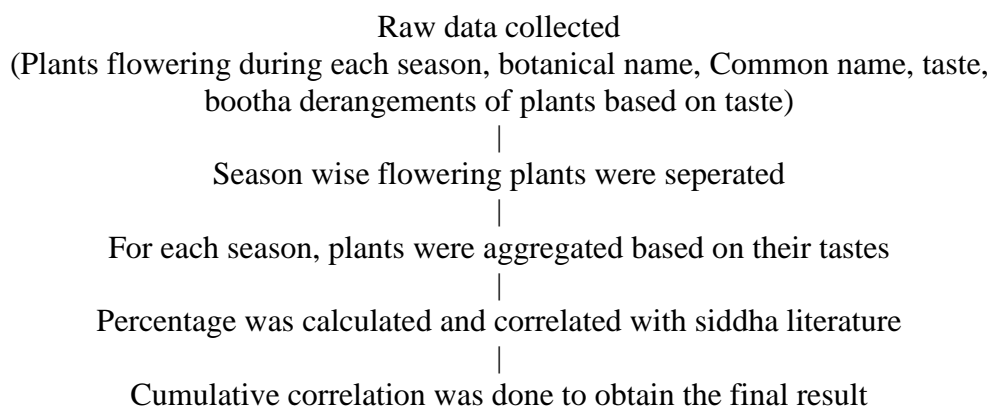 Raw data collected
(Plants flowering during each season, botanical name, Common name, taste,
bootha derangements of plants based on taste)
|
Season wise flowering plants were seperated
|
For each season, plants were aggregated based on their tastes
|
Percentage was calculated and correlated with siddha literature
|
Cumulative correlation was done to obtain the final result